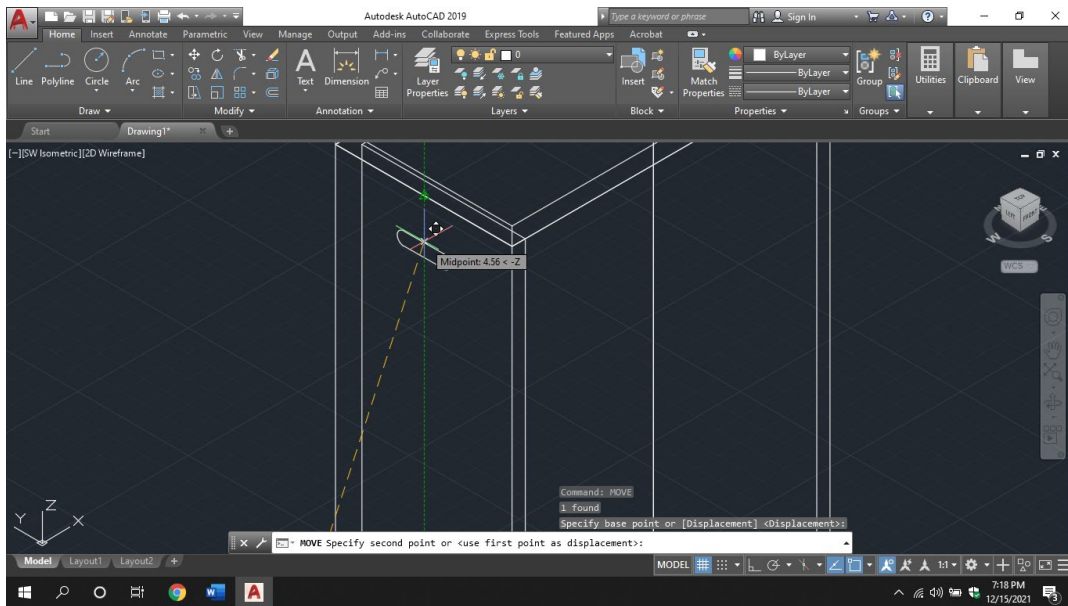 Autodesk AutoCAD 2019
Type a keyword or phrase
Sign In
Home Insert Annotate Parametric View Manage Output Add-ins Collaborate Express Tools Featured Apps Acrobat
Line Polyline Circle Arc
Text Dimension
Layer Properties
0
Insert
Match Properties
ByLayer
ByLayer
ByLayer
Group
Utilities Clipboard View
Draw Modify Annotation Layers Block Properties Groups
Start Drawing1*
[−][SW Isometric][2D Wireframe]
TOP
LEFT FRONT
W S
WCS
Midpoint: 4.56 < -Z
Command: MOVE
1 found
Specify base point or [Displacement] <Displacement>:
Z
Y X
MOVE Specify second point or <use first point as displacement>:
Model Layout1 Layout2
MODEL 1:1
7:18 PM
12/15/2021